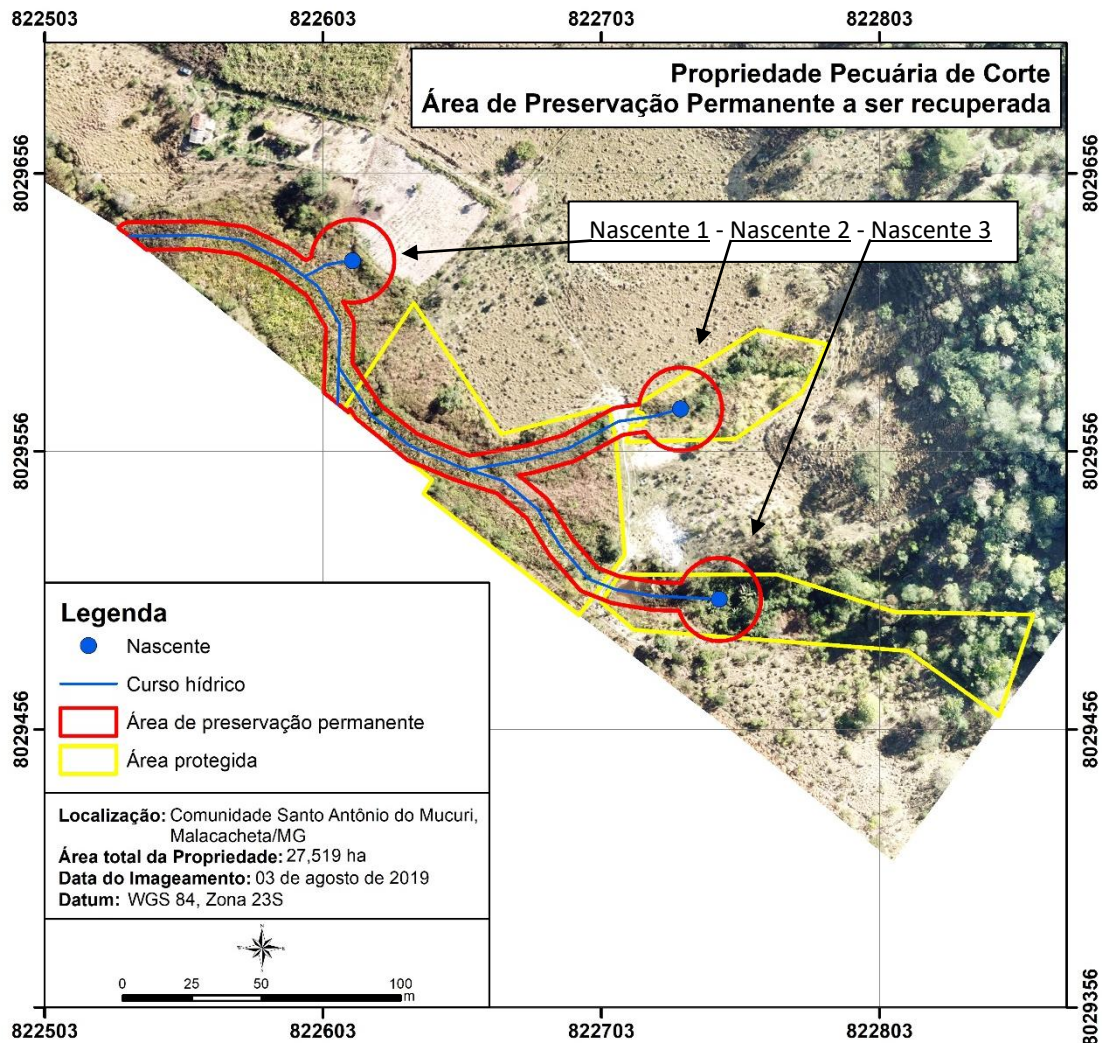 822503 822603 822703 822803
Propriedade Pecuária de Corte
Área de Preservação Permanente a ser recuperada
8029656 8029656
Nascente 1 - Nascente 2 - Nascente 3
8029556 8029556
Legenda
Nascente
Curso hídrico
Área de preservação permanente
Área protegida
8029456 8029456
Localização: Comunidade Santo Antônio do Mucuri,
Malacacheta/MG
Área total da Propriedade: 27,519 ha
Data do Imageamento: 03 de agosto de 2019
Datum: WGS 84, Zona 23S
N
0 25 50 100
m
8029356
822503 822603 822703 822803